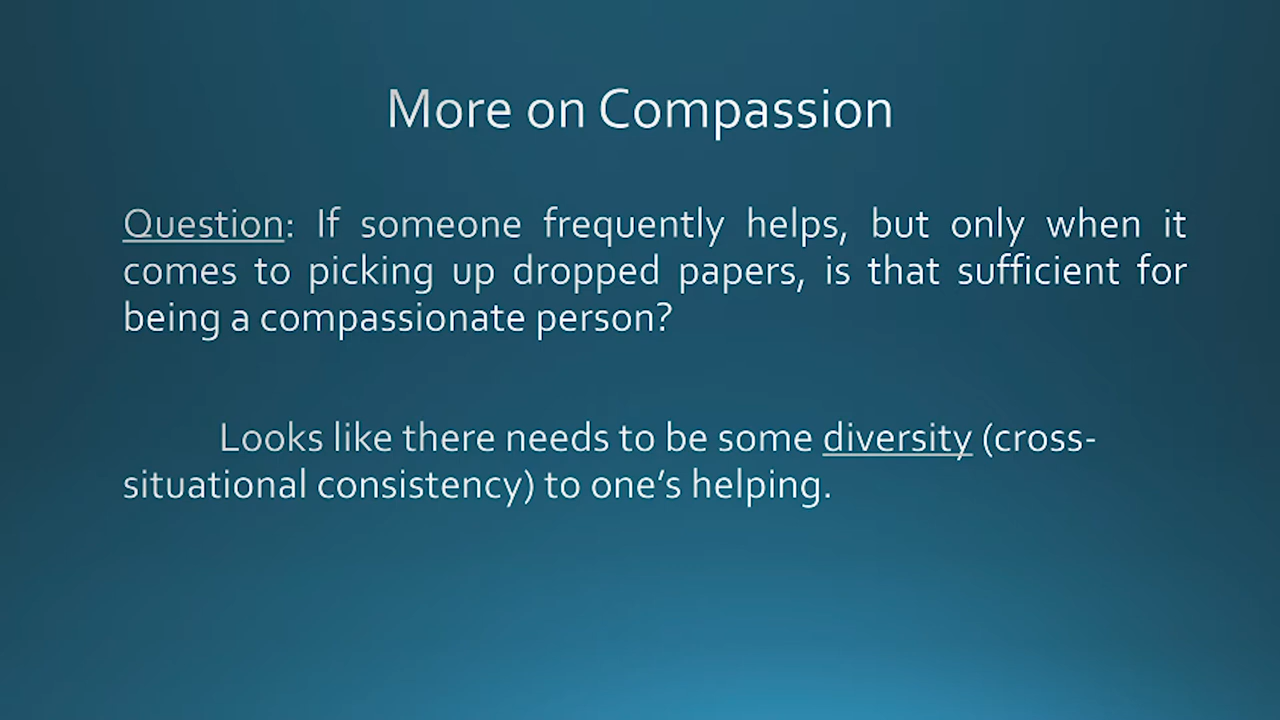 More on Compassion
Question: If someone frequently helps, but only when it
comes to picking up dropped papers, is that sufficient for
being a compassionate person?
Looks like there needs to be some diversity (cross-
situational consistency) to one’s helping.